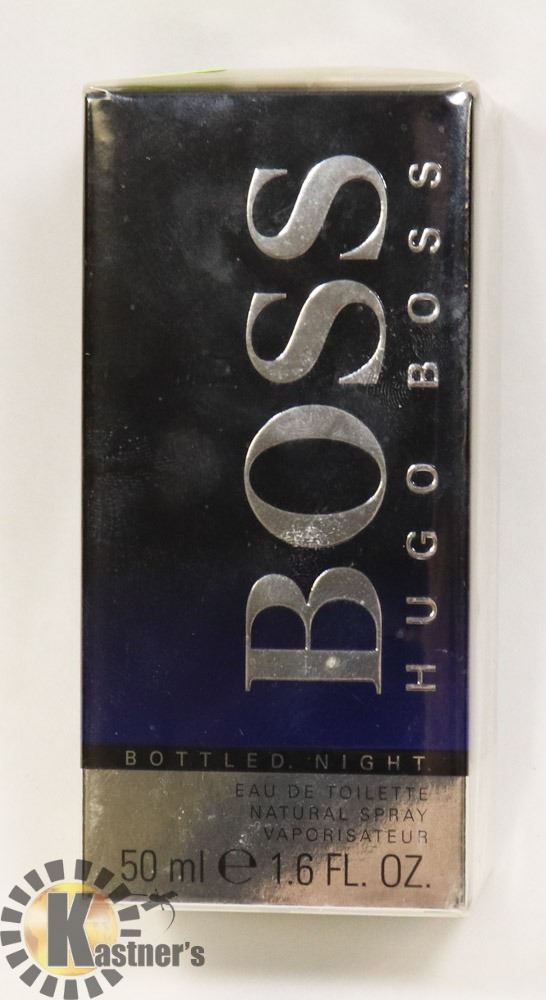 BOSS
HUGO BOSS
BOTTLED. NIGHT.
EAU DE TOILETTE
NATURAL SPRAY
VAPORISATEUR
50 ml ℮ 1.6 FL. OZ.
Kastner's